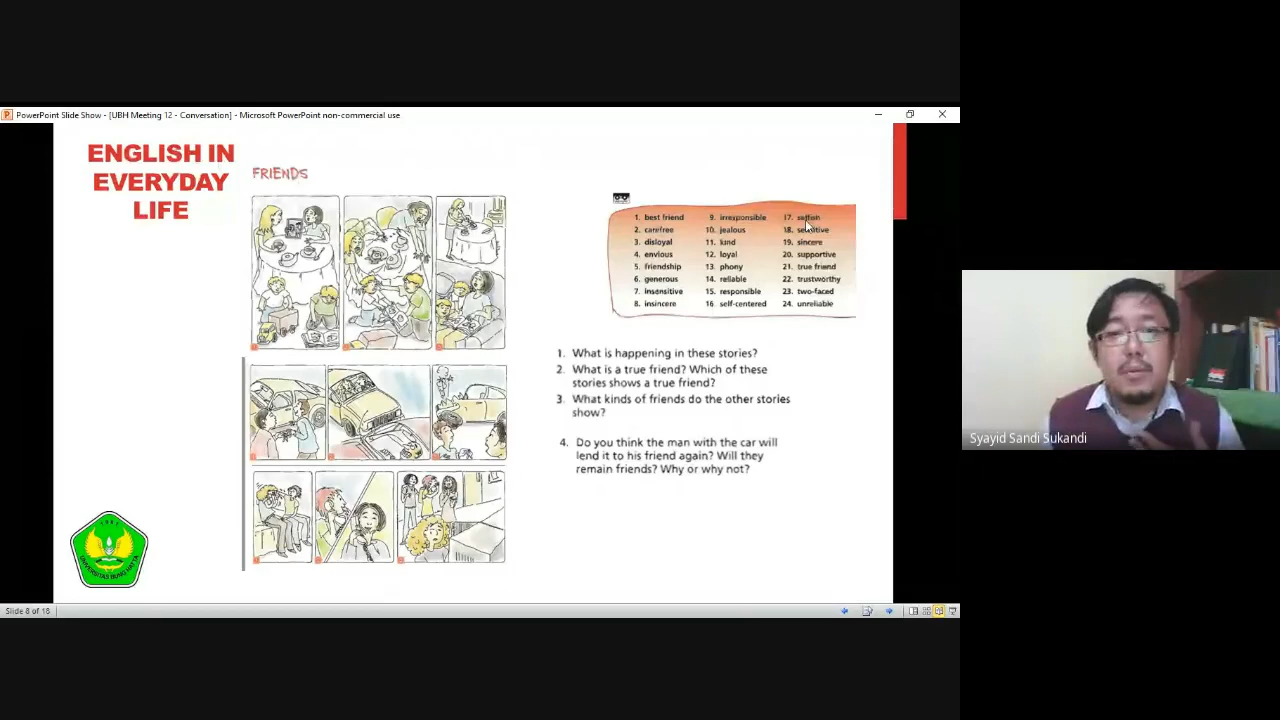 PowerPoint Slide Show - [UBH Meeting 12 - Conversation] - Microsoft PowerPoint non-commercial use
ENGLISH IN
EVERYDAY
LIFE
FRIENDS
1. best friend
2. carefree
3. disloyal
4. envious
5. friendship
6. generous
7. insensitive
8. insincere
9. irresponsible
10. jealous
11. kind
12. loyal
13. phony
14. reliable
15. responsible
16. self-centered
17. selfish
18. sensitive
19. sincere
20. supportive
21. true friend
22. trustworthy
23. two-faced
24. unreliable
1. What is happening in these stories?
2. What is a true friend? Which of these
stories shows a true friend?
3. What kinds of friends do the other stories
show?
4. Do you think the man with the car will
lend it to his friend again? Will they
remain friends? Why or why not?
UNIVERSITAS BUNG HATTA
Syayid Sandi Sukandi
Slide 8 of 18